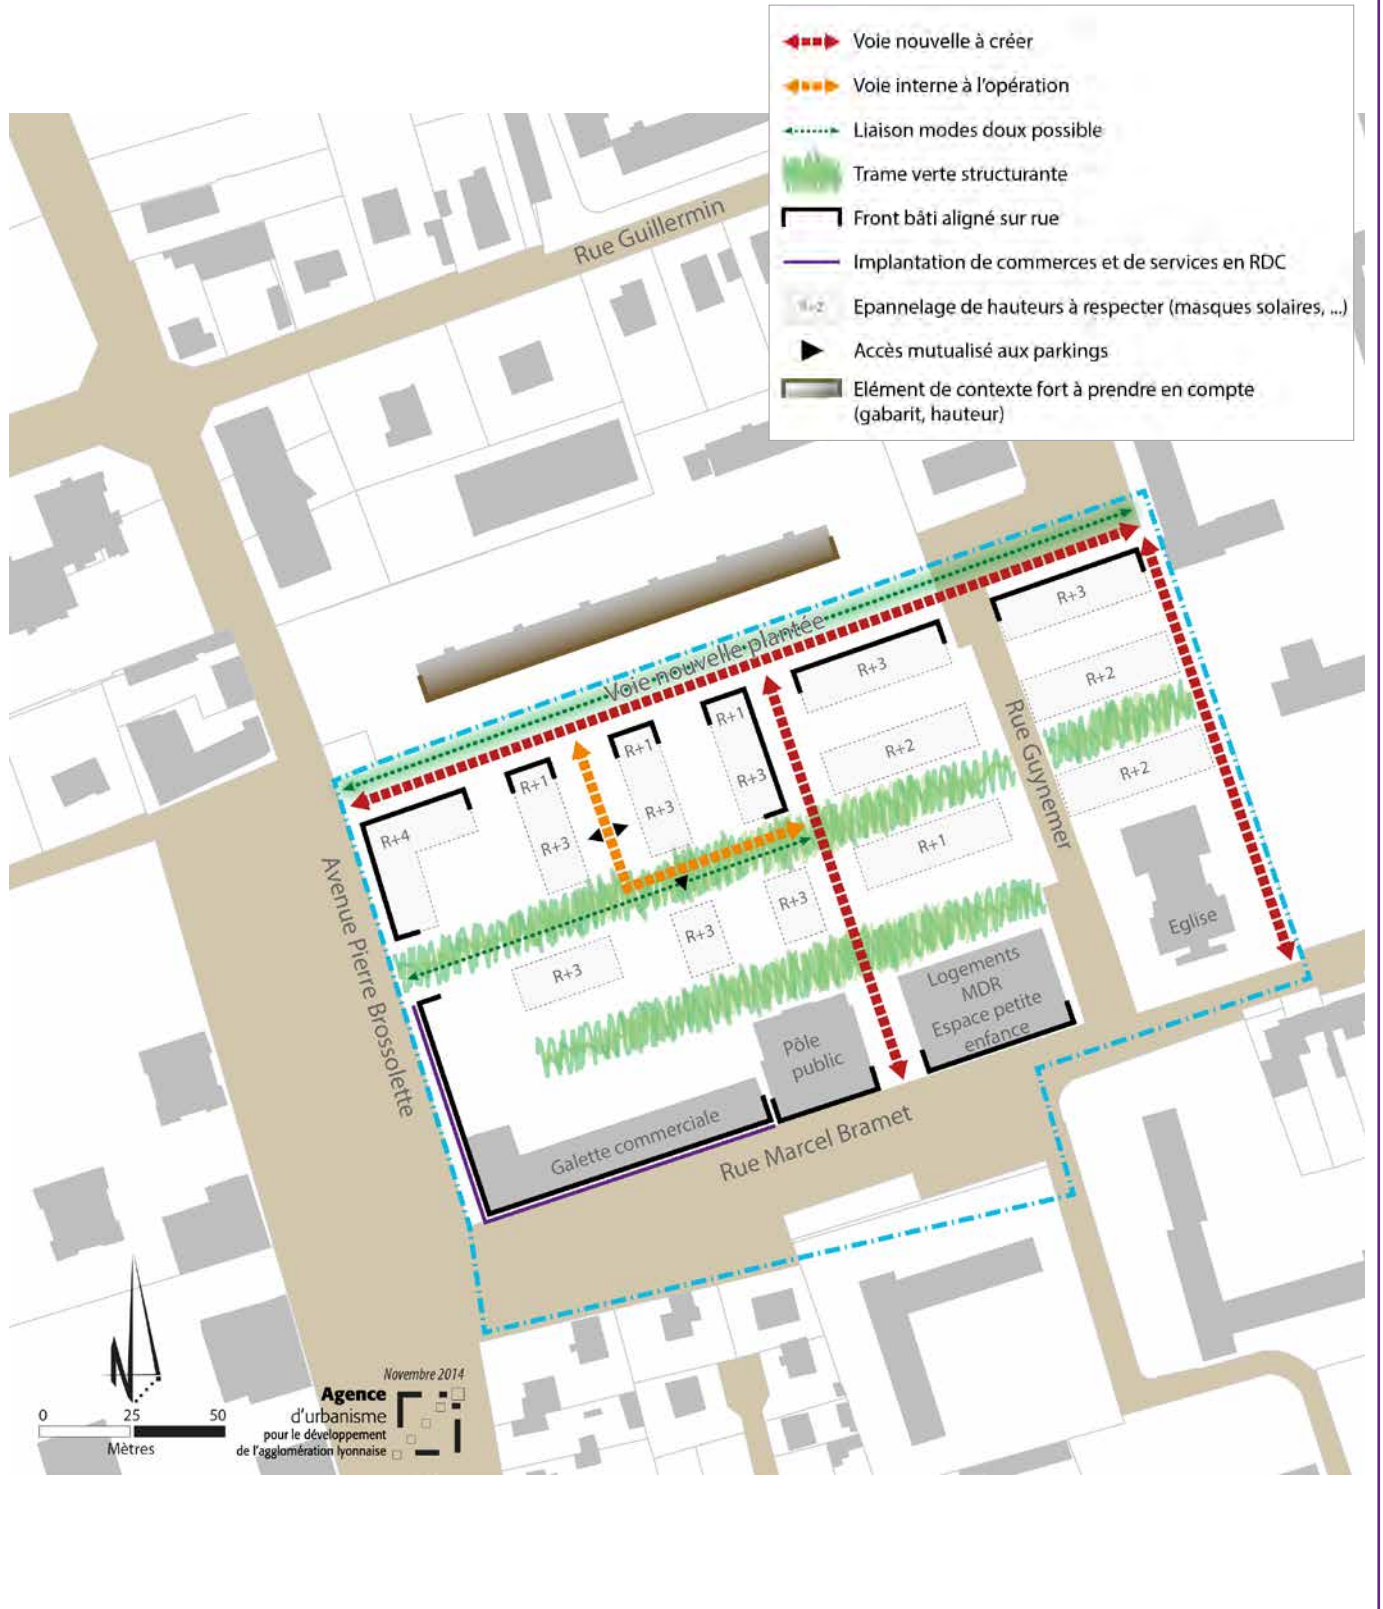 Voie nouvelle à créer
Voie interne à l'opération
Liaison modes doux possible
Trame verte structurante
Front bâti aligné sur rue
Implantation de commerces et de services en RDC
R+2
Epannelage de hauteurs à respecter (masques solaires, ...)
Accès mutualisé aux parkings
Elément de contexte fort à prendre en compte
(gabarit, hauteur)
Rue Guillermin
Voie nouvelle plantée
R+3
R+2
R+2
Rue Guynemer
Eglise
R+3
R+2
R+1
R+1
R+3
R+1
R+3
R+1
R+3
R+4
R+3
R+3
R+3
Avenue Pierre Brossolette
Logements
MDR
Espace petite
enfance
Pôle
public
Galette commerciale
Rue Marcel Bramet
N
0 25 50
Mètres
Novembre 2014
Agence
d'urbanisme
pour le développement
de l'agglomération lyonnaise